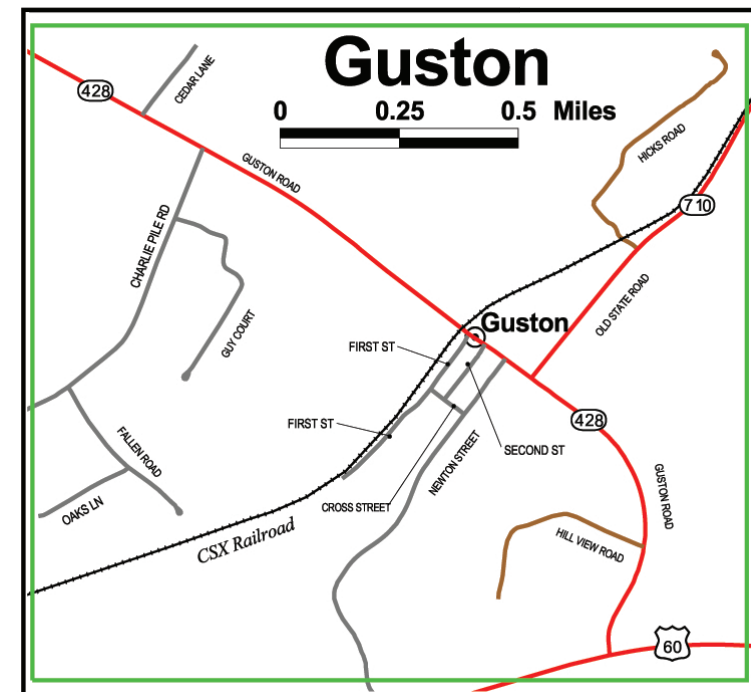 Guston
0 0.25 0.5 Miles
428
CEDAR LANE
GUSTON ROAD
HICKS ROAD
710
CHARLIE PILE RD
GUY COURT
OLD STATE ROAD
Guston
FIRST ST
FIRST ST
SECOND ST
428
NEWTON STREET
CROSS STREET
FALLEN ROAD
OAKS LN
CSX Railroad
GUSTON ROAD
HILL VIEW ROAD
60